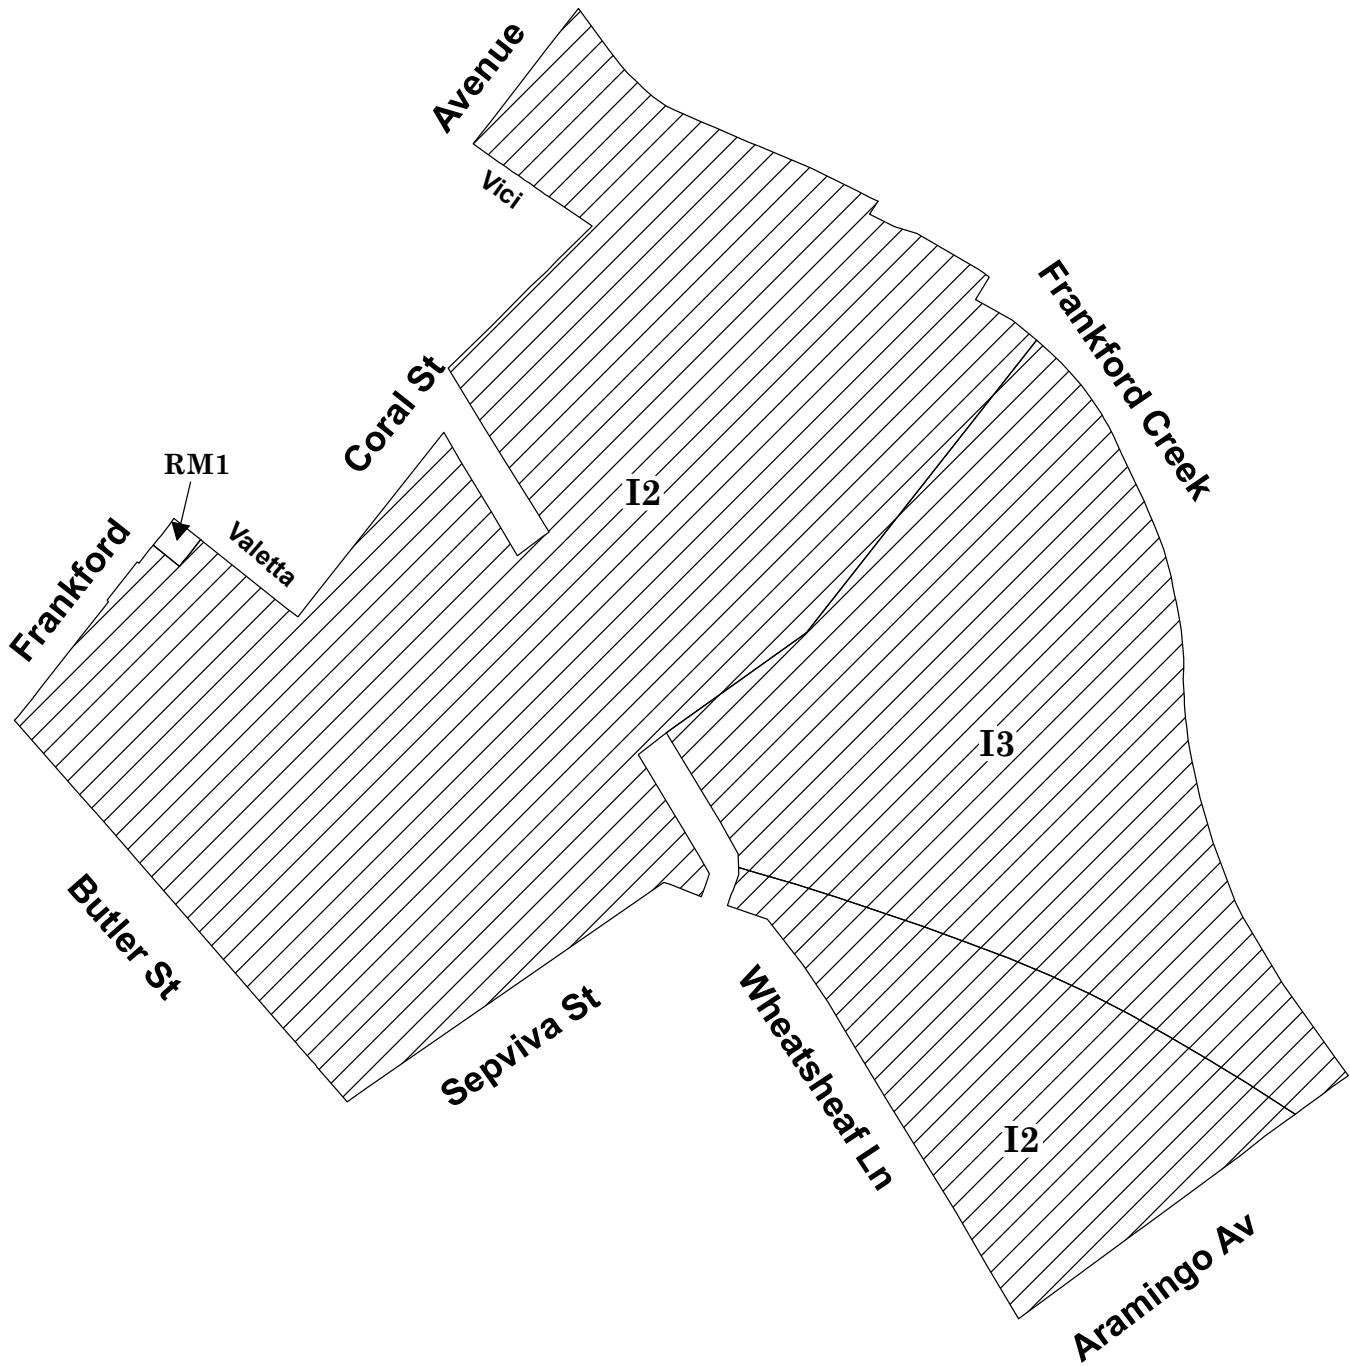 Avenue
Vici
Frankford Creek
Coral St
RM1
I2
Frankford
Valetta
I3
Butler St
Sepviva St
Wheatsheaf Ln
I2
Aramingo Av